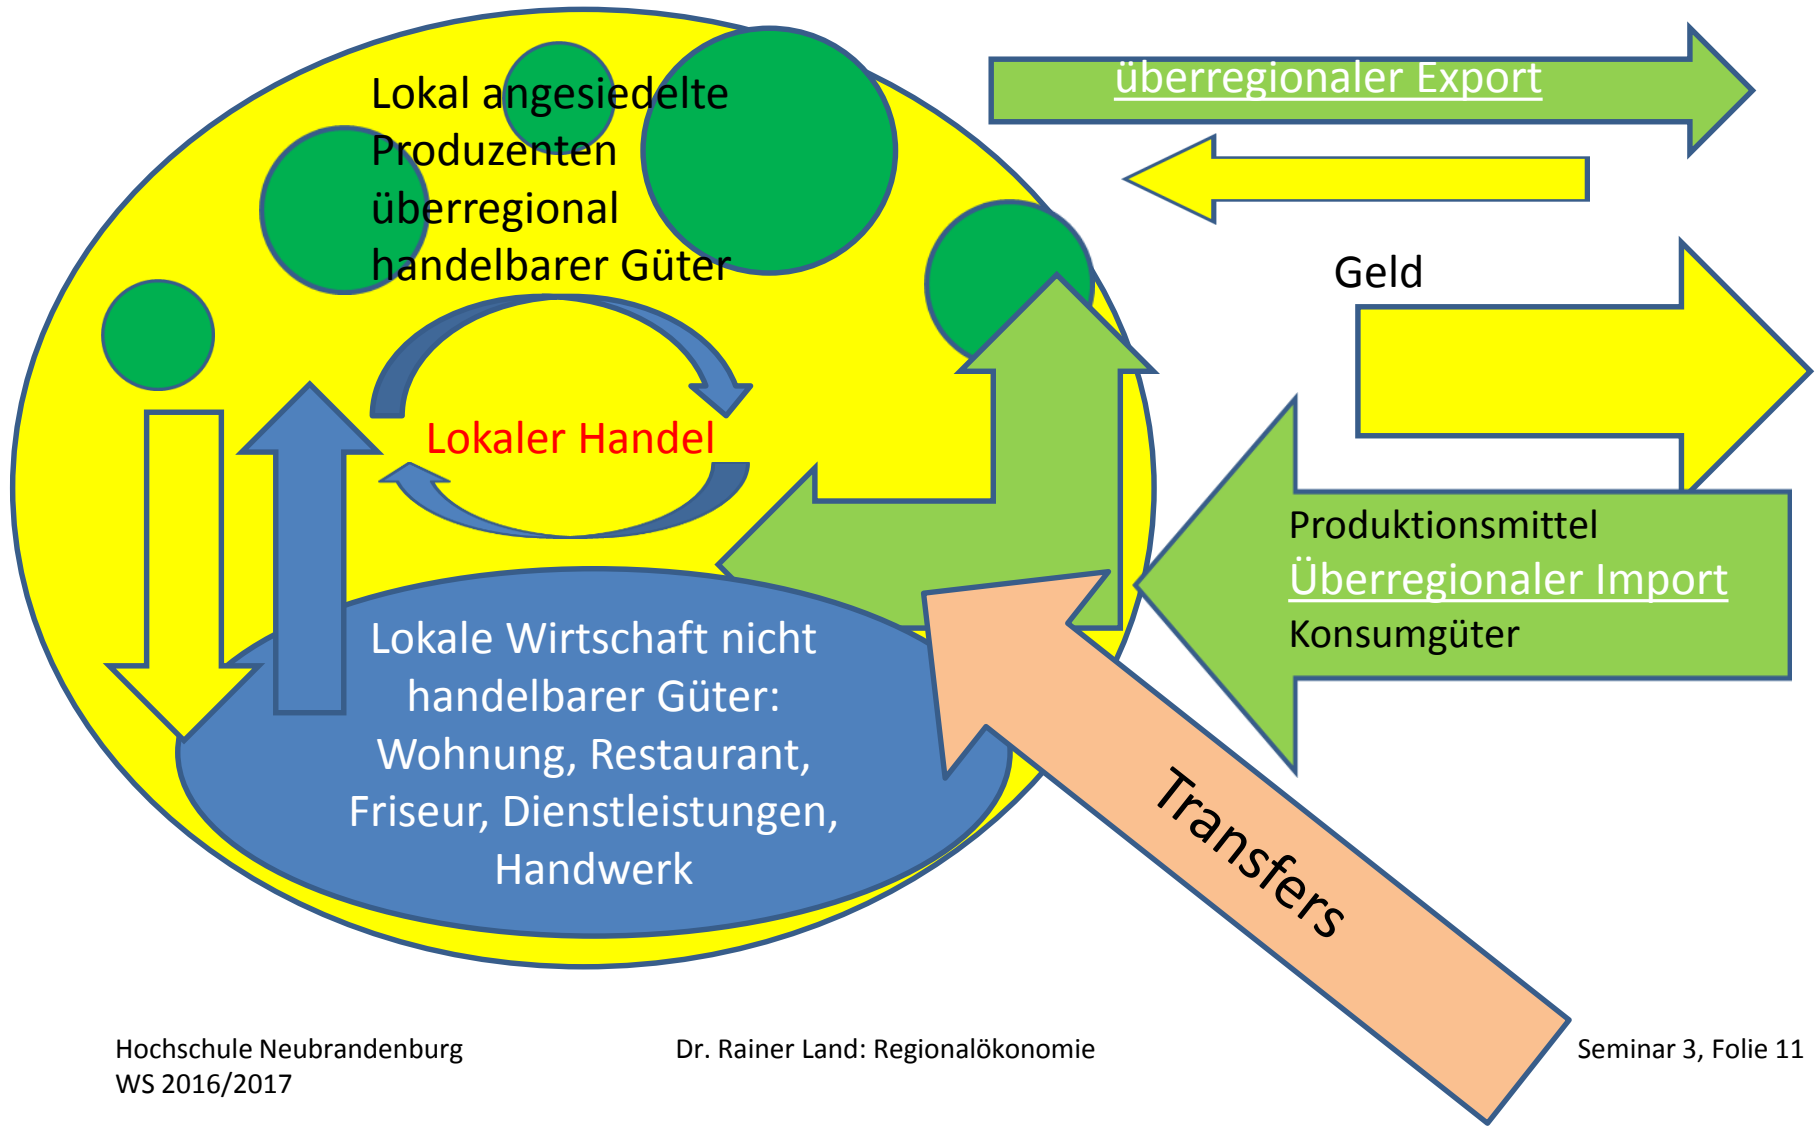 Lokal angesiedelte
Produzenten
überregional
handelbarer Güter
Lokaler Handel
Lokale Wirtschaft nicht
handelbarer Güter:
Wohnung, Restaurant,
Friseur, Dienstleistungen,
Handwerk
überregionaler Export
Geld
Produktionsmittel
Überregionaler Import
Konsumgüter
Transfers
Hochschule Neubrandenburg
WS 2016/2017
Dr. Rainer Land: Regionalökonomie
Seminar 3, Folie 11